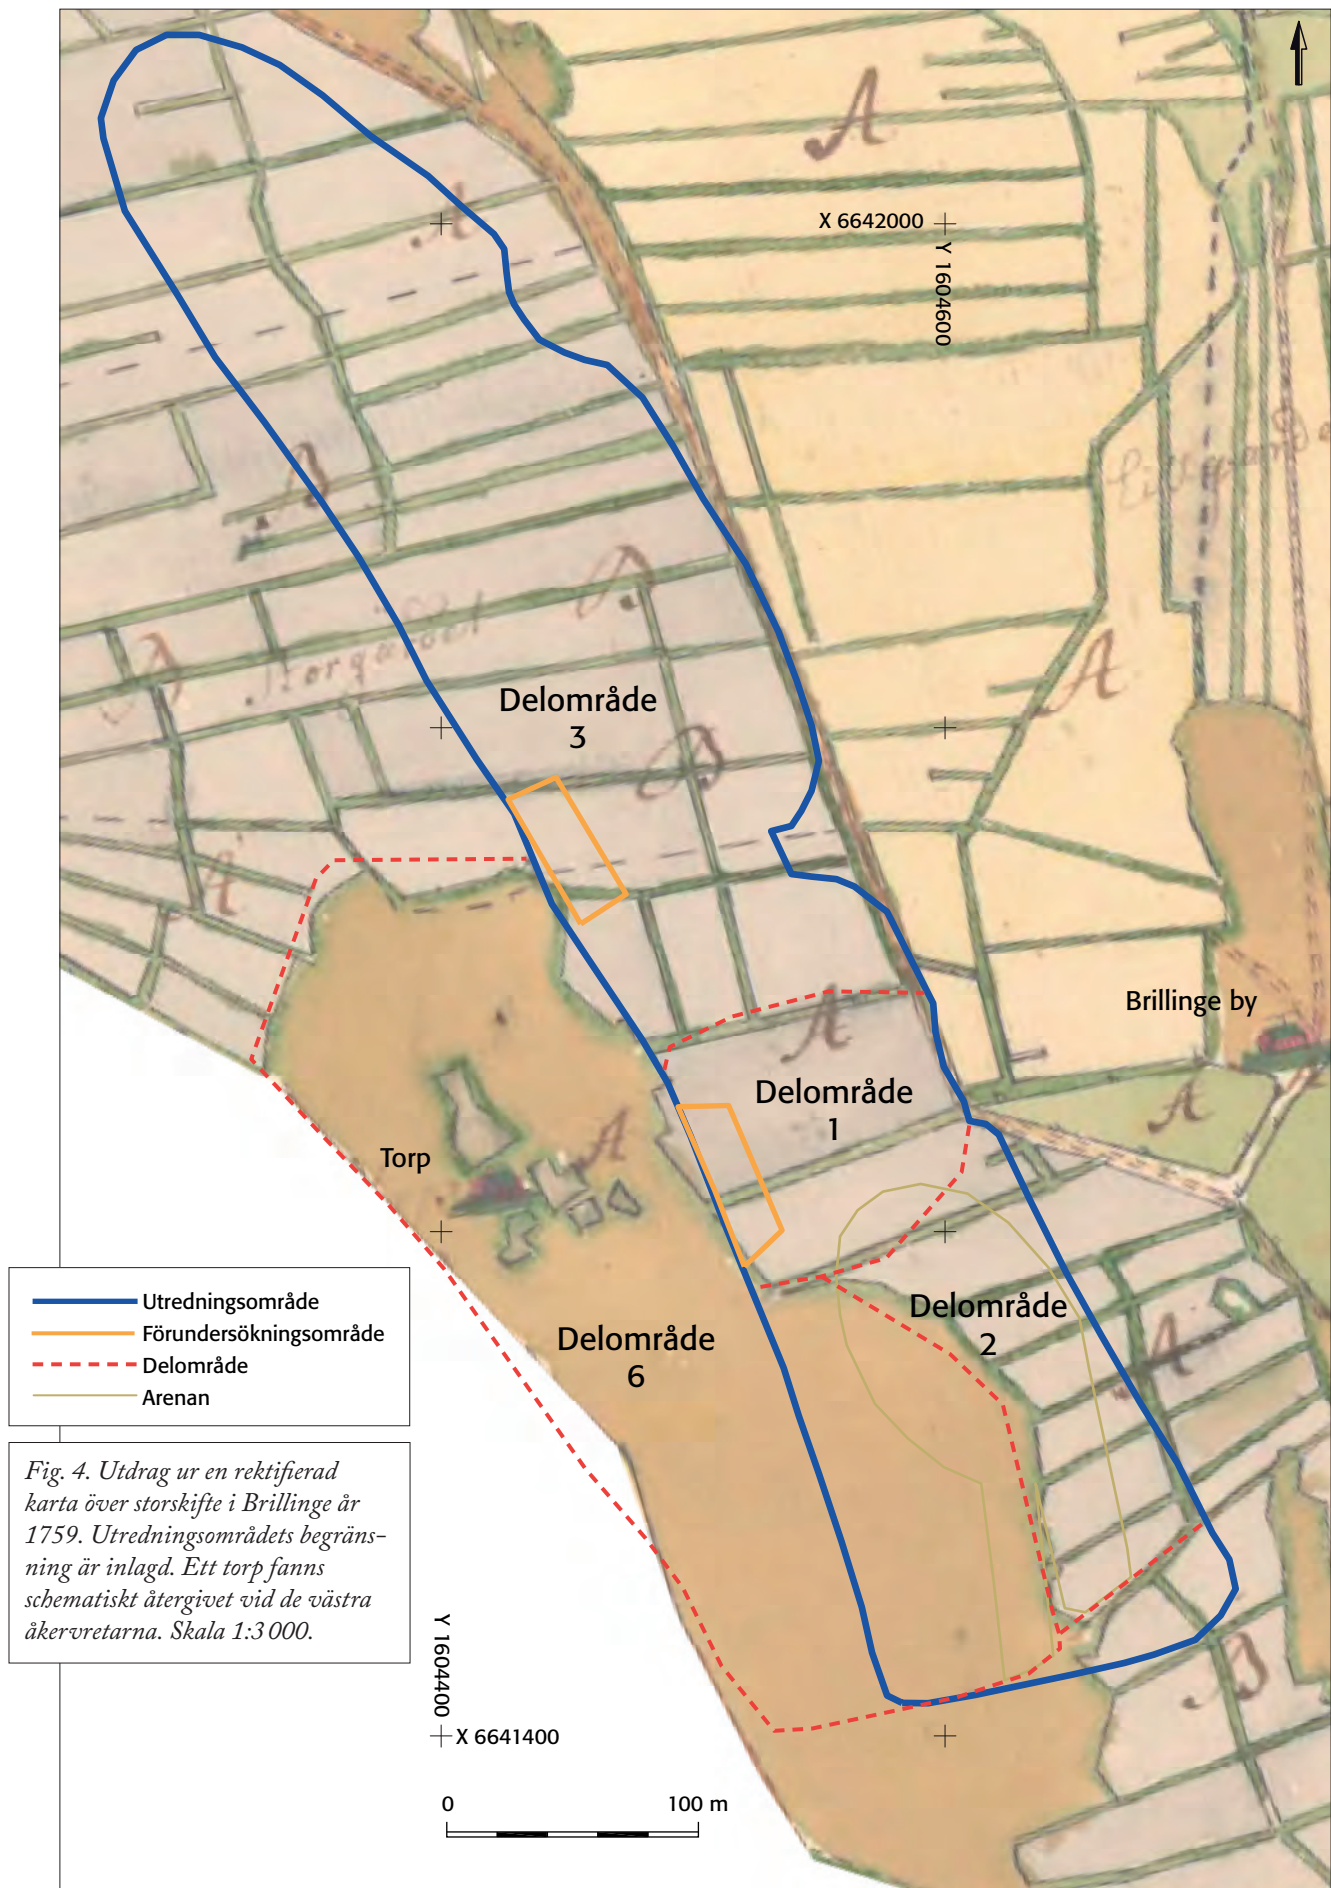 A
X 6642000
Y 1604600
A
A
Delområde
3
A
A
Brillinge by
A
Delområde
1
A
A
Torp
Delområde
2
Utredningsområde
Förundersökningsområde
Delområde
Arenan
Delområde
6
A
Fig. 4. Utdrag ur en rektifierad
karta över storskifte i Brillinge år
1759. Utredningsområdets begräns-
ning är inlagd. Ett torp fanns
schematiskt återgivet vid de västra
åkervretarna. Skala 1:3 000.
Y 1604400
X 6641400
0 100 m